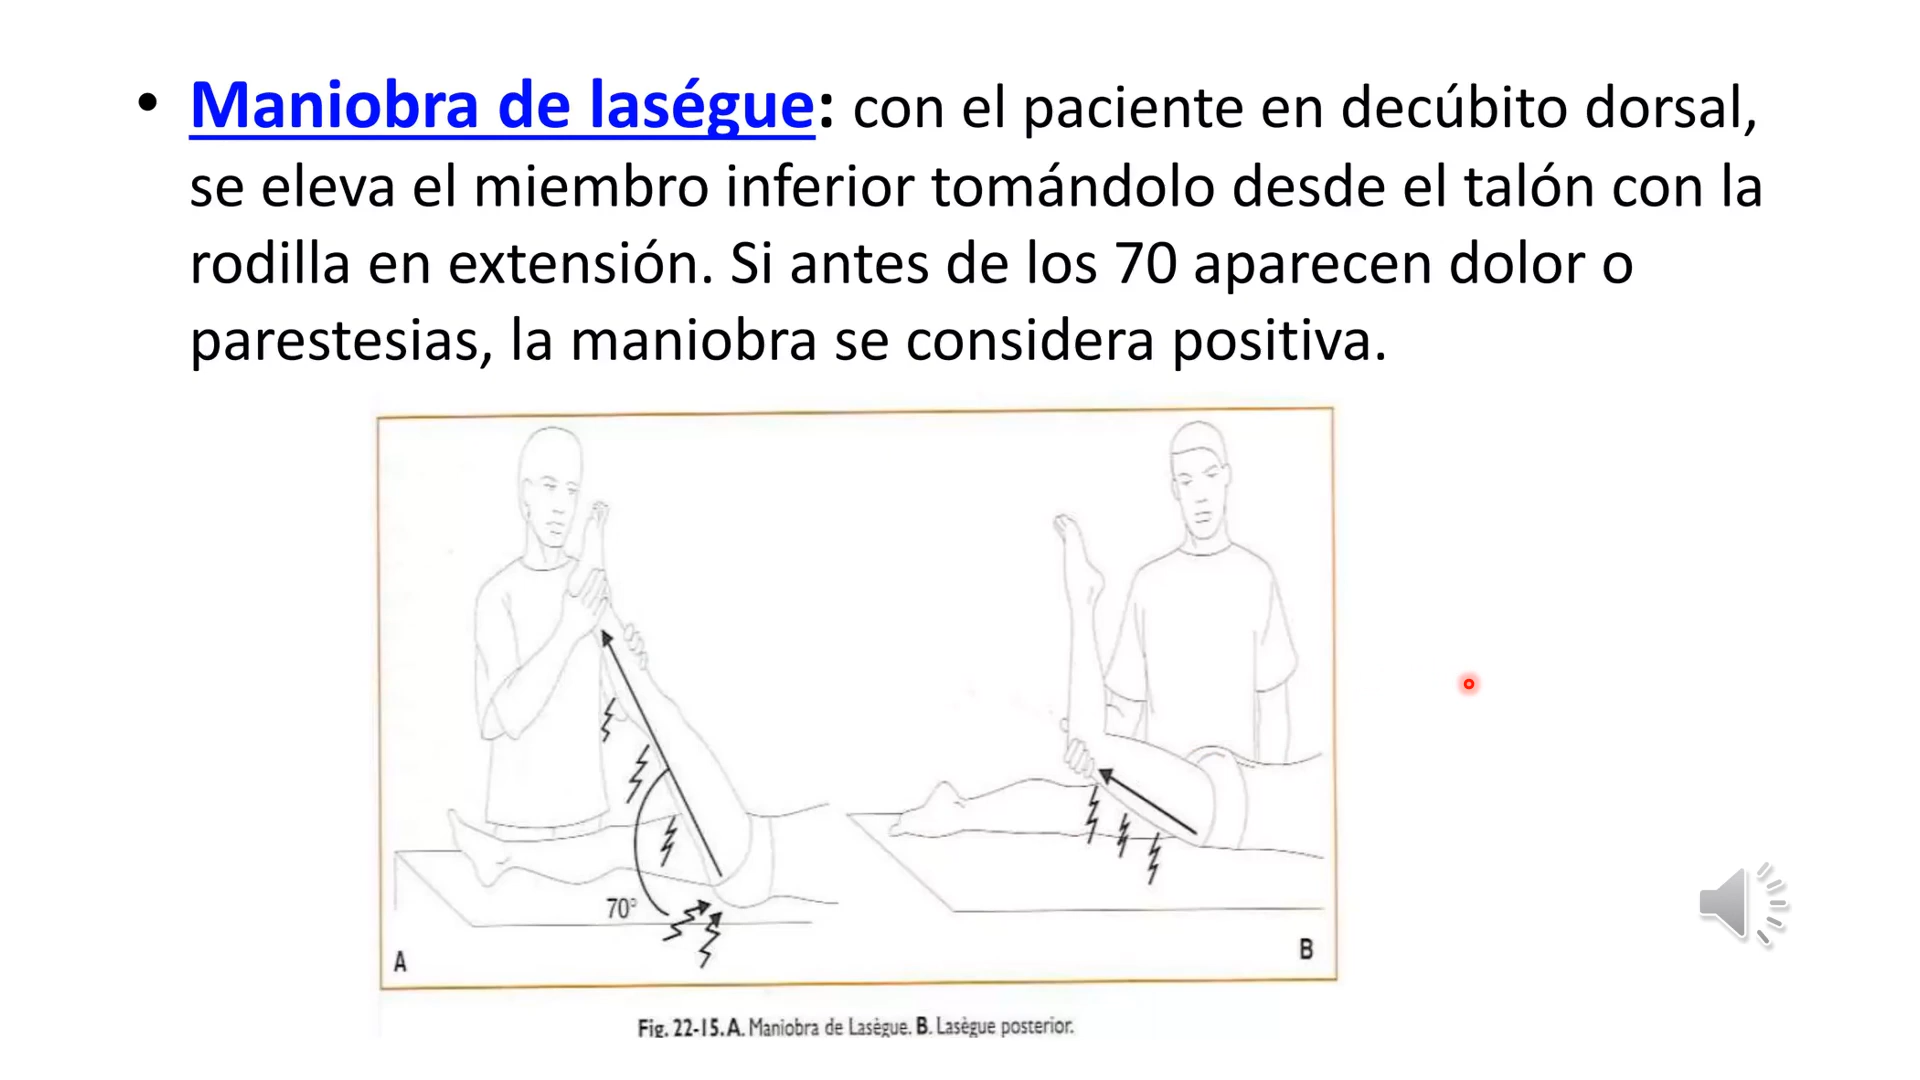 • Maniobra de laségue: con el paciente en decúbito dorsal,
se eleva el miembro inferior tomándolo desde el talón con la
rodilla en extensión. Si antes de los 70 aparecen dolor o
parestesias, la maniobra se considera positiva.
70°
A
B
Fig. 22-15. A. Maniobra de Lasègue. B. Lasègue posterior.